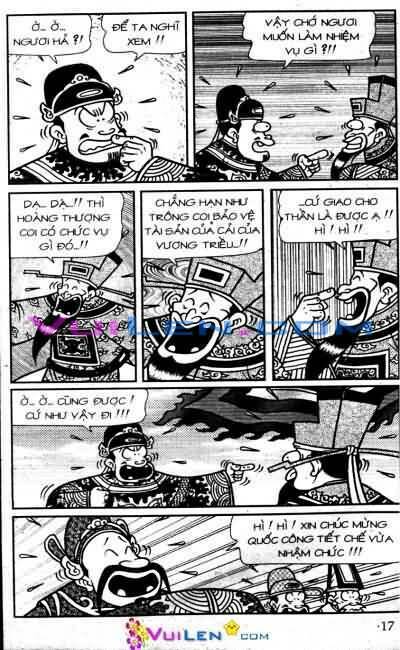 Ờ... Ờ...
NGƯƠI HẢ ?!
ĐỂ TA NGHĨ
XEM !!
VẬY CHỚ NGƯƠI
MUỐN LÀM NHIỆM
VỤ GÌ ?!!
DẠ... DẠ...!! THÌ
HOÀNG THƯỢNG
COI CÓ CHỨC VỤ
GÌ ĐÓ...!!
CHẲNG HẠN NHƯ
TRÔNG COI BẢO VỆ
TÀI SẢN CỦA CẢI CỦA
VƯƠNG TRIỀU...!!
...CỨ GIAO CHO
THẦN LÀ ĐƯỢC Ạ !!
HÌ ! HÌ !!
VUILEN.COM
Ờ... Ờ... CŨNG ĐƯỢC !
CỨ NHƯ VẬY ĐI !!!
HÌ ! HÌ ! XIN CHÚC MỪNG
QUỐC CÔNG TIẾT CHẾ VỪA
NHẬM CHỨC !!!
·17
VUILEN.COM